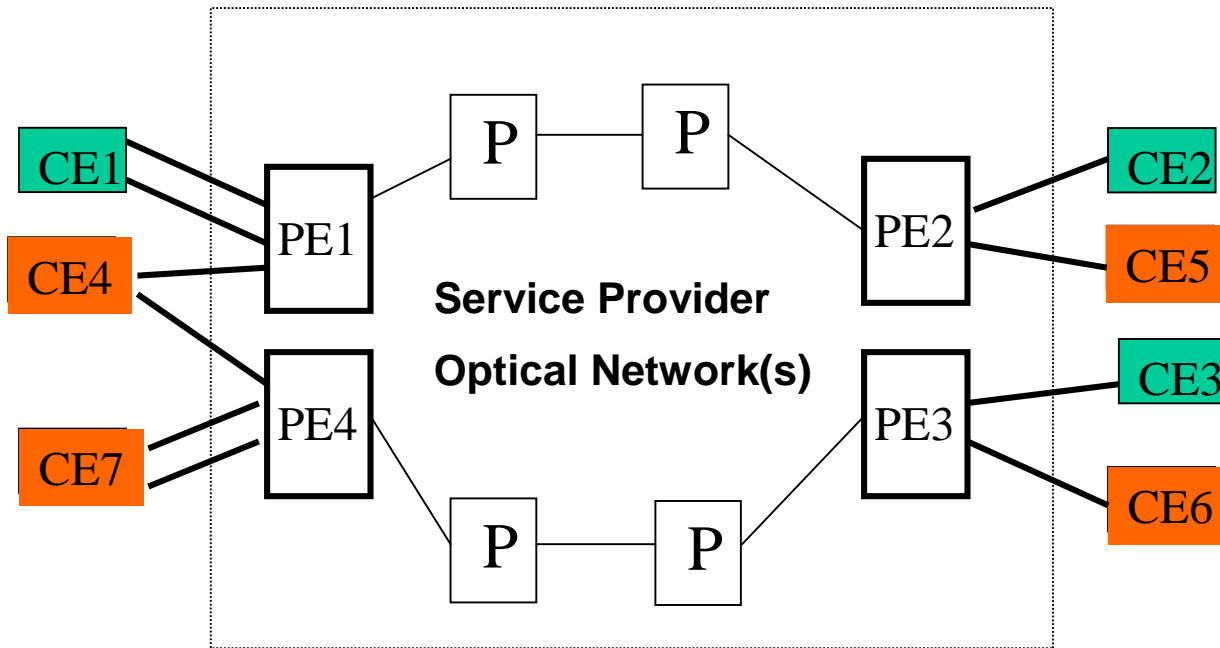 P
P
CE1
CE2
PE1
PE2
CE4
CE5
Service Provider
Optical Network(s)
CE3
PE4
PE3
CE7
CE6
P
P